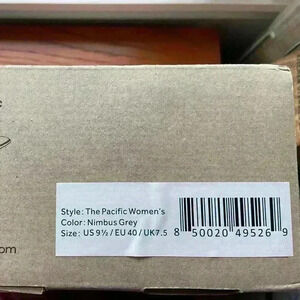 Style: The Pacific Women's
Color: Nimbus Grey
Size: US 9½ / EU 40 / UK7.5
8 50020 49526 9
om